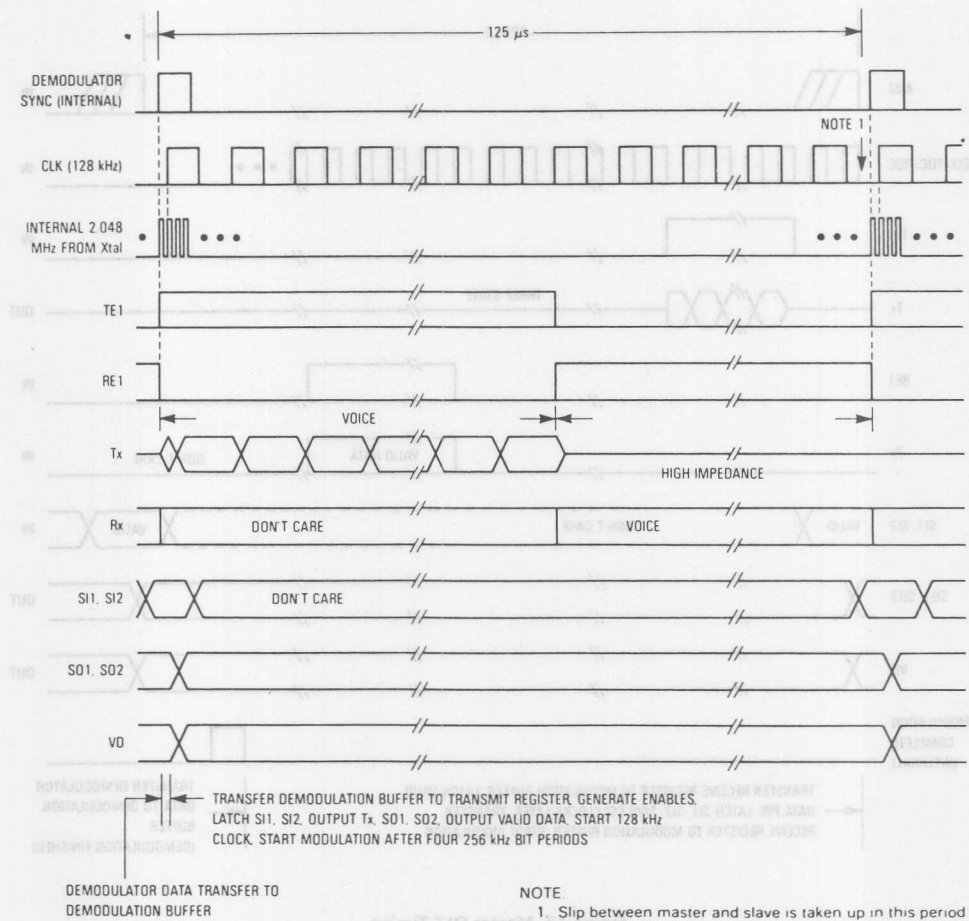 125 µs
DEMODULATOR
SYNC (INTERNAL)
NOTE 1
CLK (128 kHz)
INTERNAL 2.048
MHz FROM Xtal
TE1
RE1
VOICE
Tx
HIGH IMPEDANCE
Rx
DON'T CARE
VOICE
SI1, SI2
DON'T CARE
SO1, SO2
VD
TRANSFER DEMODULATION BUFFER TO TRANSMIT REGISTER, GENERATE ENABLES.
LATCH SI1, SI2, OUTPUT Tx, SO1, SO2, OUTPUT VALID DATA, START 128 kHz
CLOCK. START MODULATION AFTER FOUR 256 kHz BIT PERIODS
DEMODULATOR DATA TRANSFER TO
DEMODULATION BUFFER
NOTE.
1. Slip between master and slave is taken up in this period